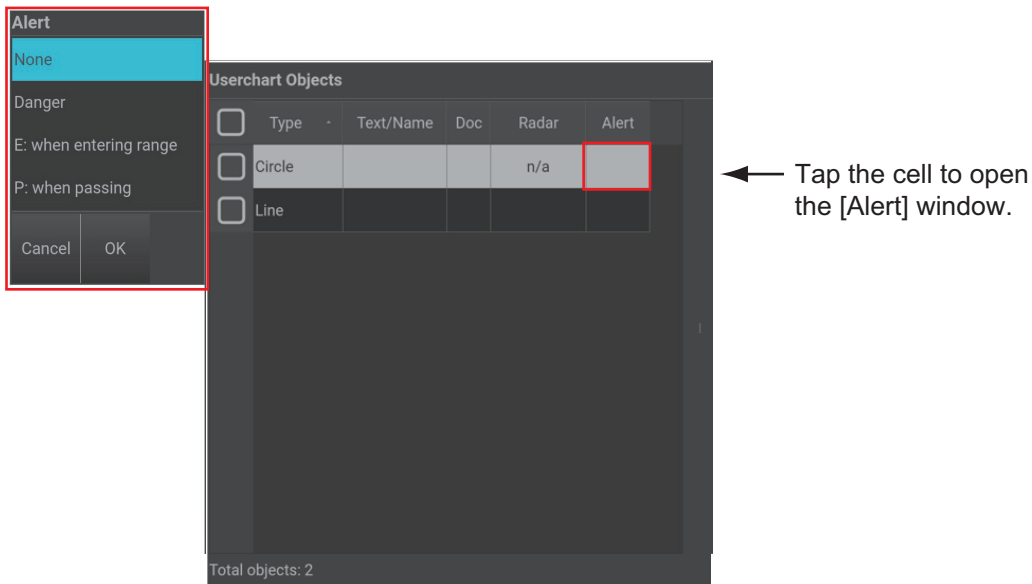 Alert
None
Danger
E: when entering range
P: when passing
Cancel OK
Userchart Objects
Type Text/Name Doc Radar Alert
Circle n/a
Line
Total objects: 2
Tap the cell to open
the [Alert] window.